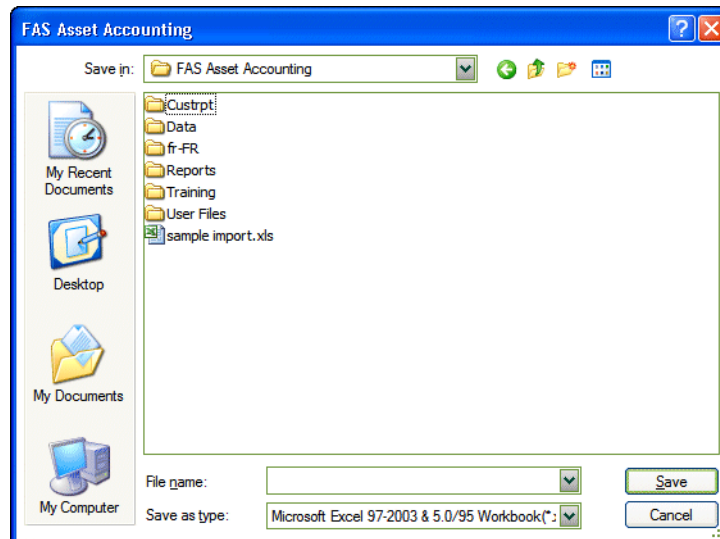 FAS Asset Accounting
Save in: FAS Asset Accounting
Custrpt
Data
fr-FR
Reports
Training
User Files
sample import.xls
My Recent
Documents
Desktop
My Documents
My Computer
File name:
Save
Save as type: Microsoft Excel 97-2003 & 5.0/95 Workbook(*.
Cancel